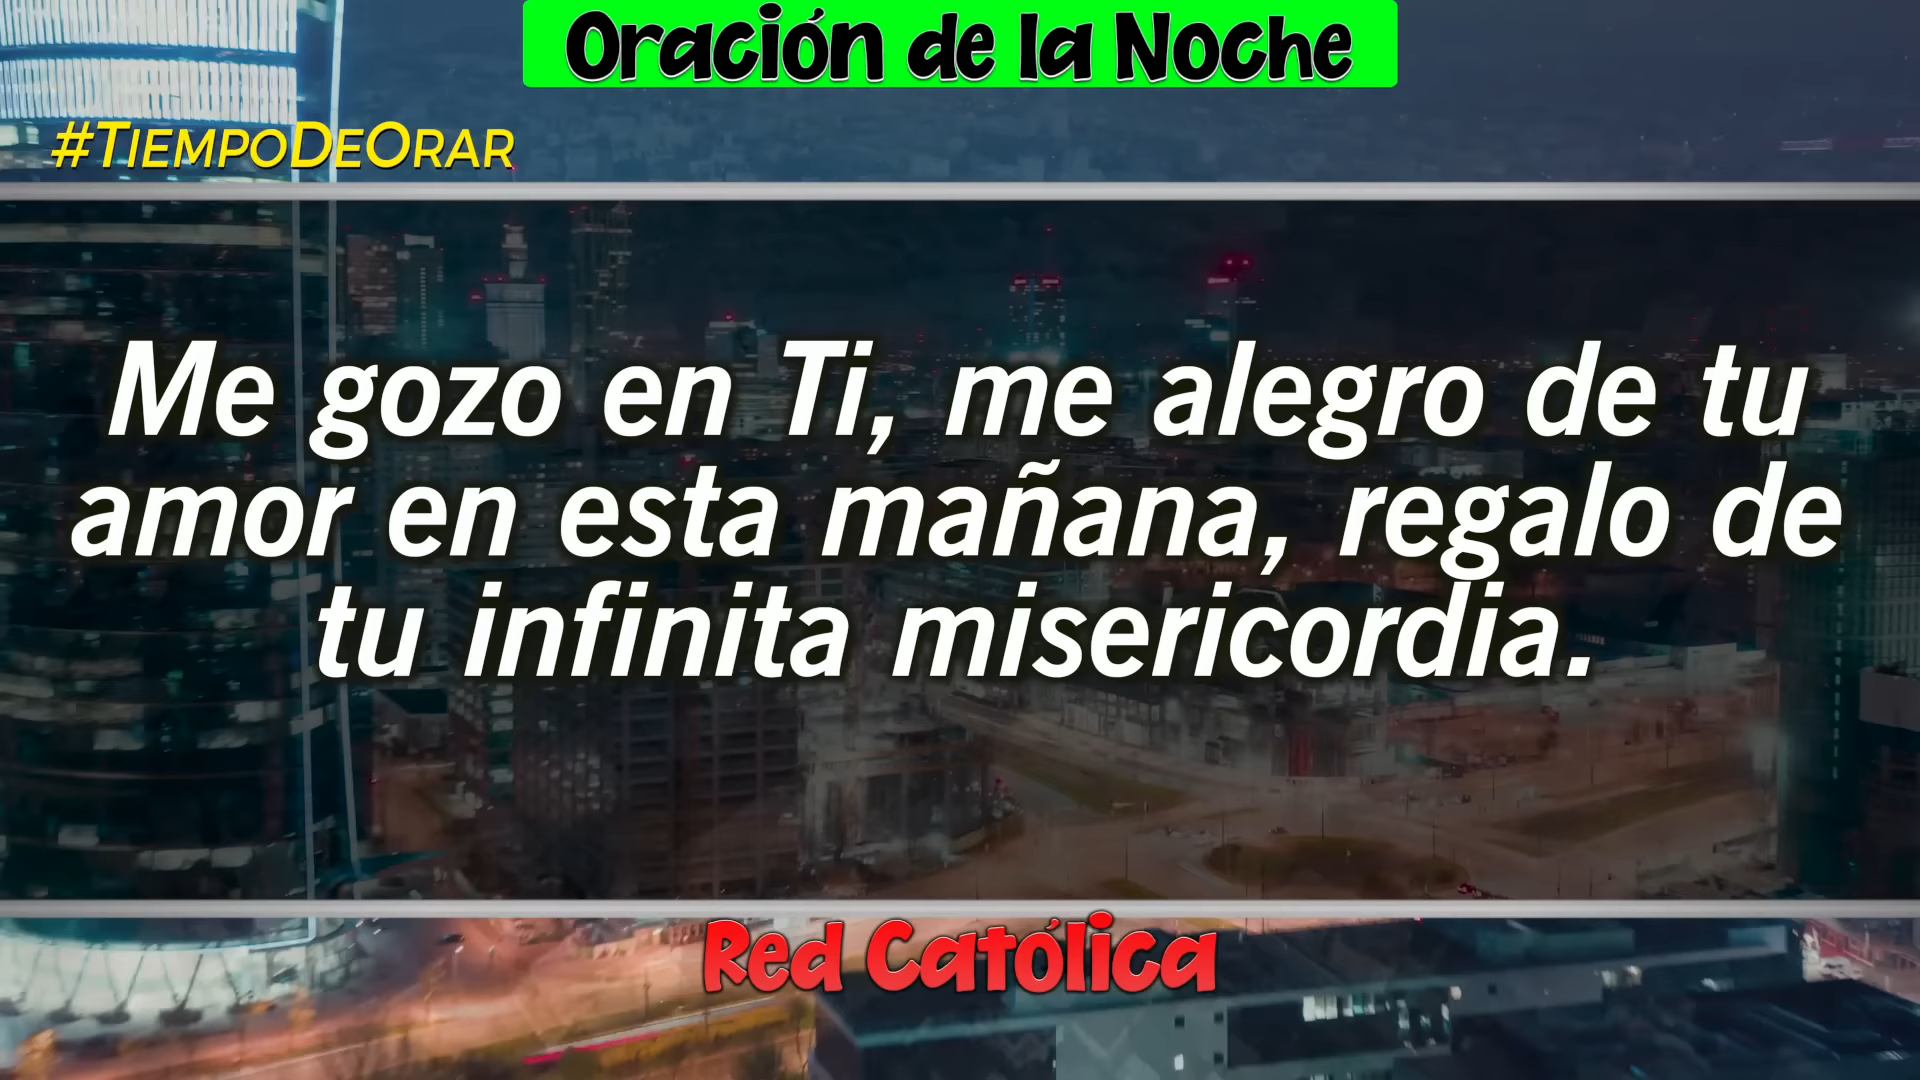 Oración de la Noche
#TiempoDeOrar
Me gozo en Ti, me alegro de tu
amor en esta mañana, regalo de
tu infinita misericordia.
Red Católica